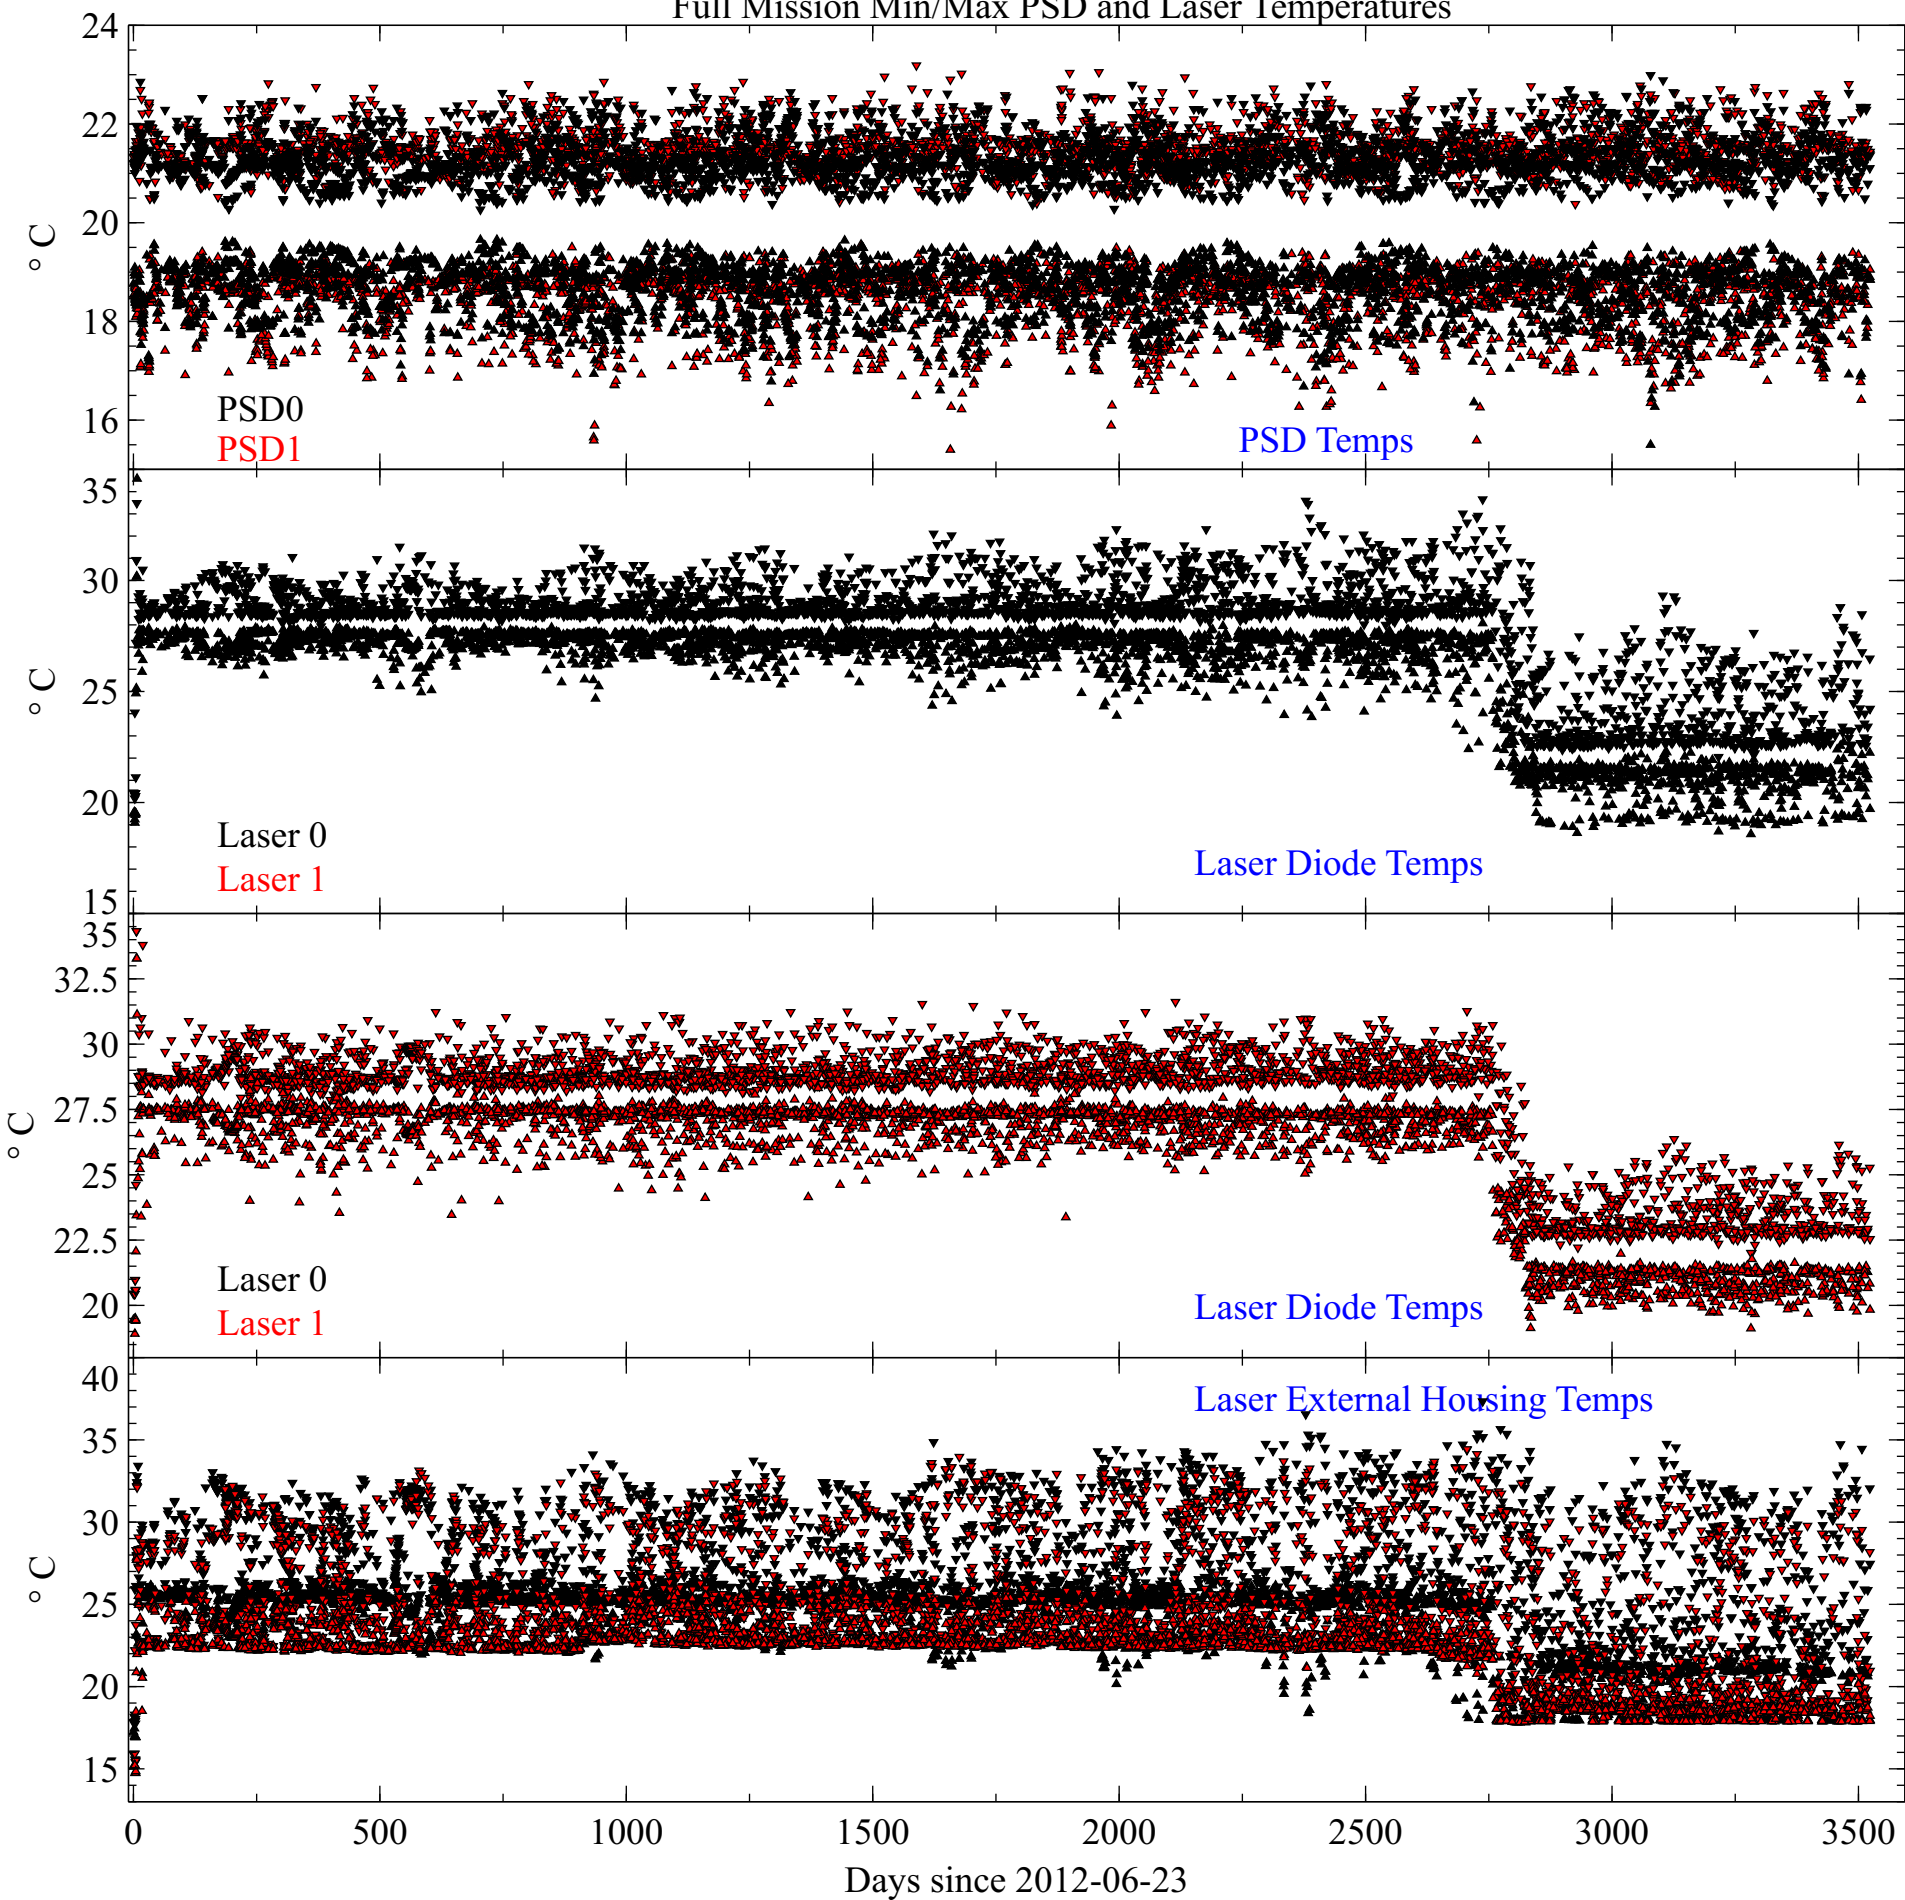 Full Mission Min/Max PSD and Laser Temperatures
24
22
20
18
16
° C
PSD0
PSD1
PSD Temps
35
30
25
20
15
° C
Laser 0
Laser 1
Laser Diode Temps
35
32.5
30
27.5
25
22.5
20
° C
Laser 0
Laser 1
Laser Diode Temps
40
35
30
25
20
15
° C
Laser External Housing Temps
0 500 1000 1500 2000 2500 3000 3500
Days since 2012-06-23